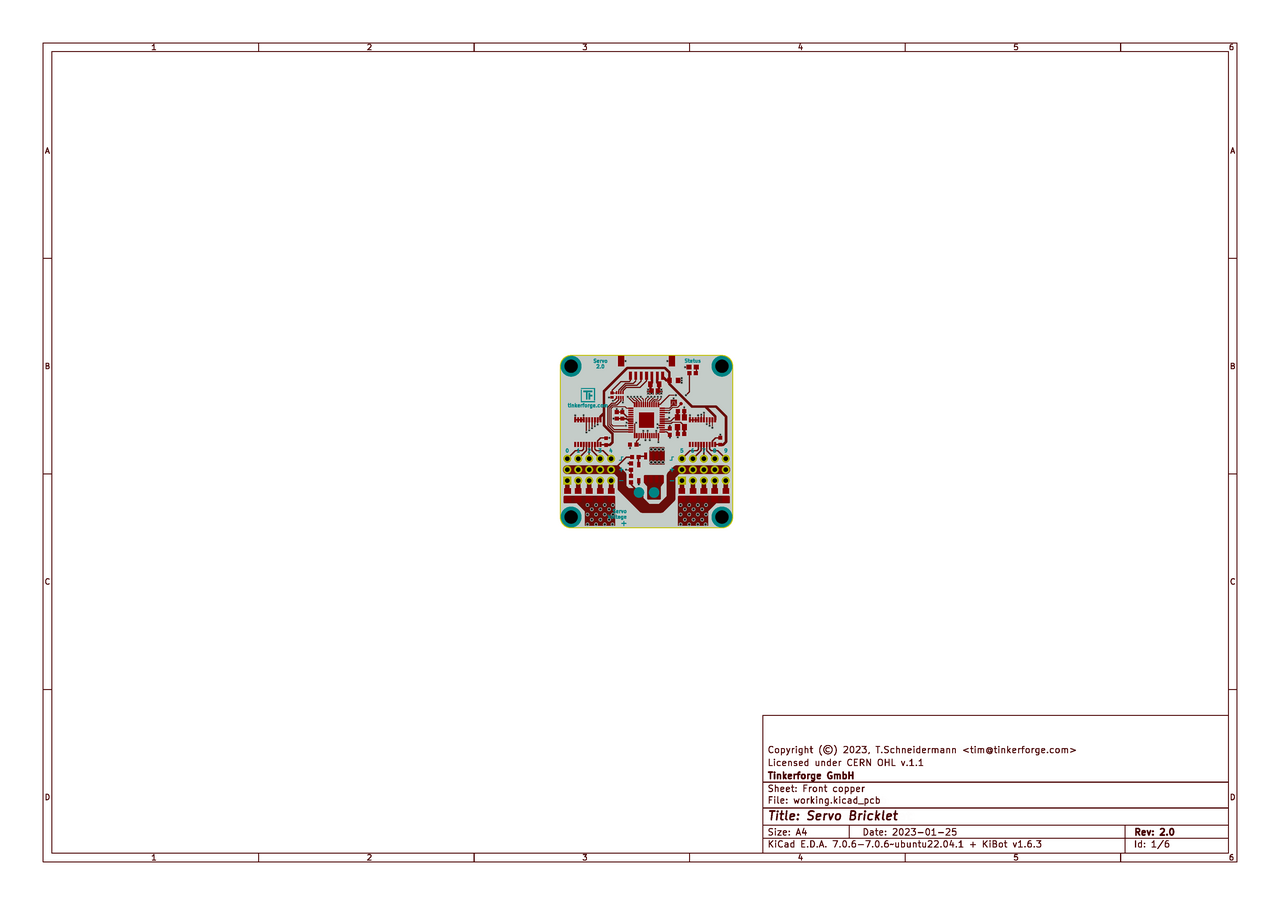 1 2 3 4 5 6
A A
Servo Status
2.0
B B
TF
tinkerforge.com
0 4 5 9
+
C C
Copyright (©) 2023, T.Schneidermann <tim@tinkerforge.com>
Licensed under CERN OHL v.1.1
Tinkerforge GmbH
Sheet: Front copper
D D
File: working.kicad_pcb
Title: Servo Bricklet
Size: A4 Date: 2023-01-25 Rev: 2.0
KiCad E.D.A. 7.0.6-7.0.6~ubuntu22.04.1 + KiBot v1.6.3 Id: 1/6
1 2 3 4 5 6